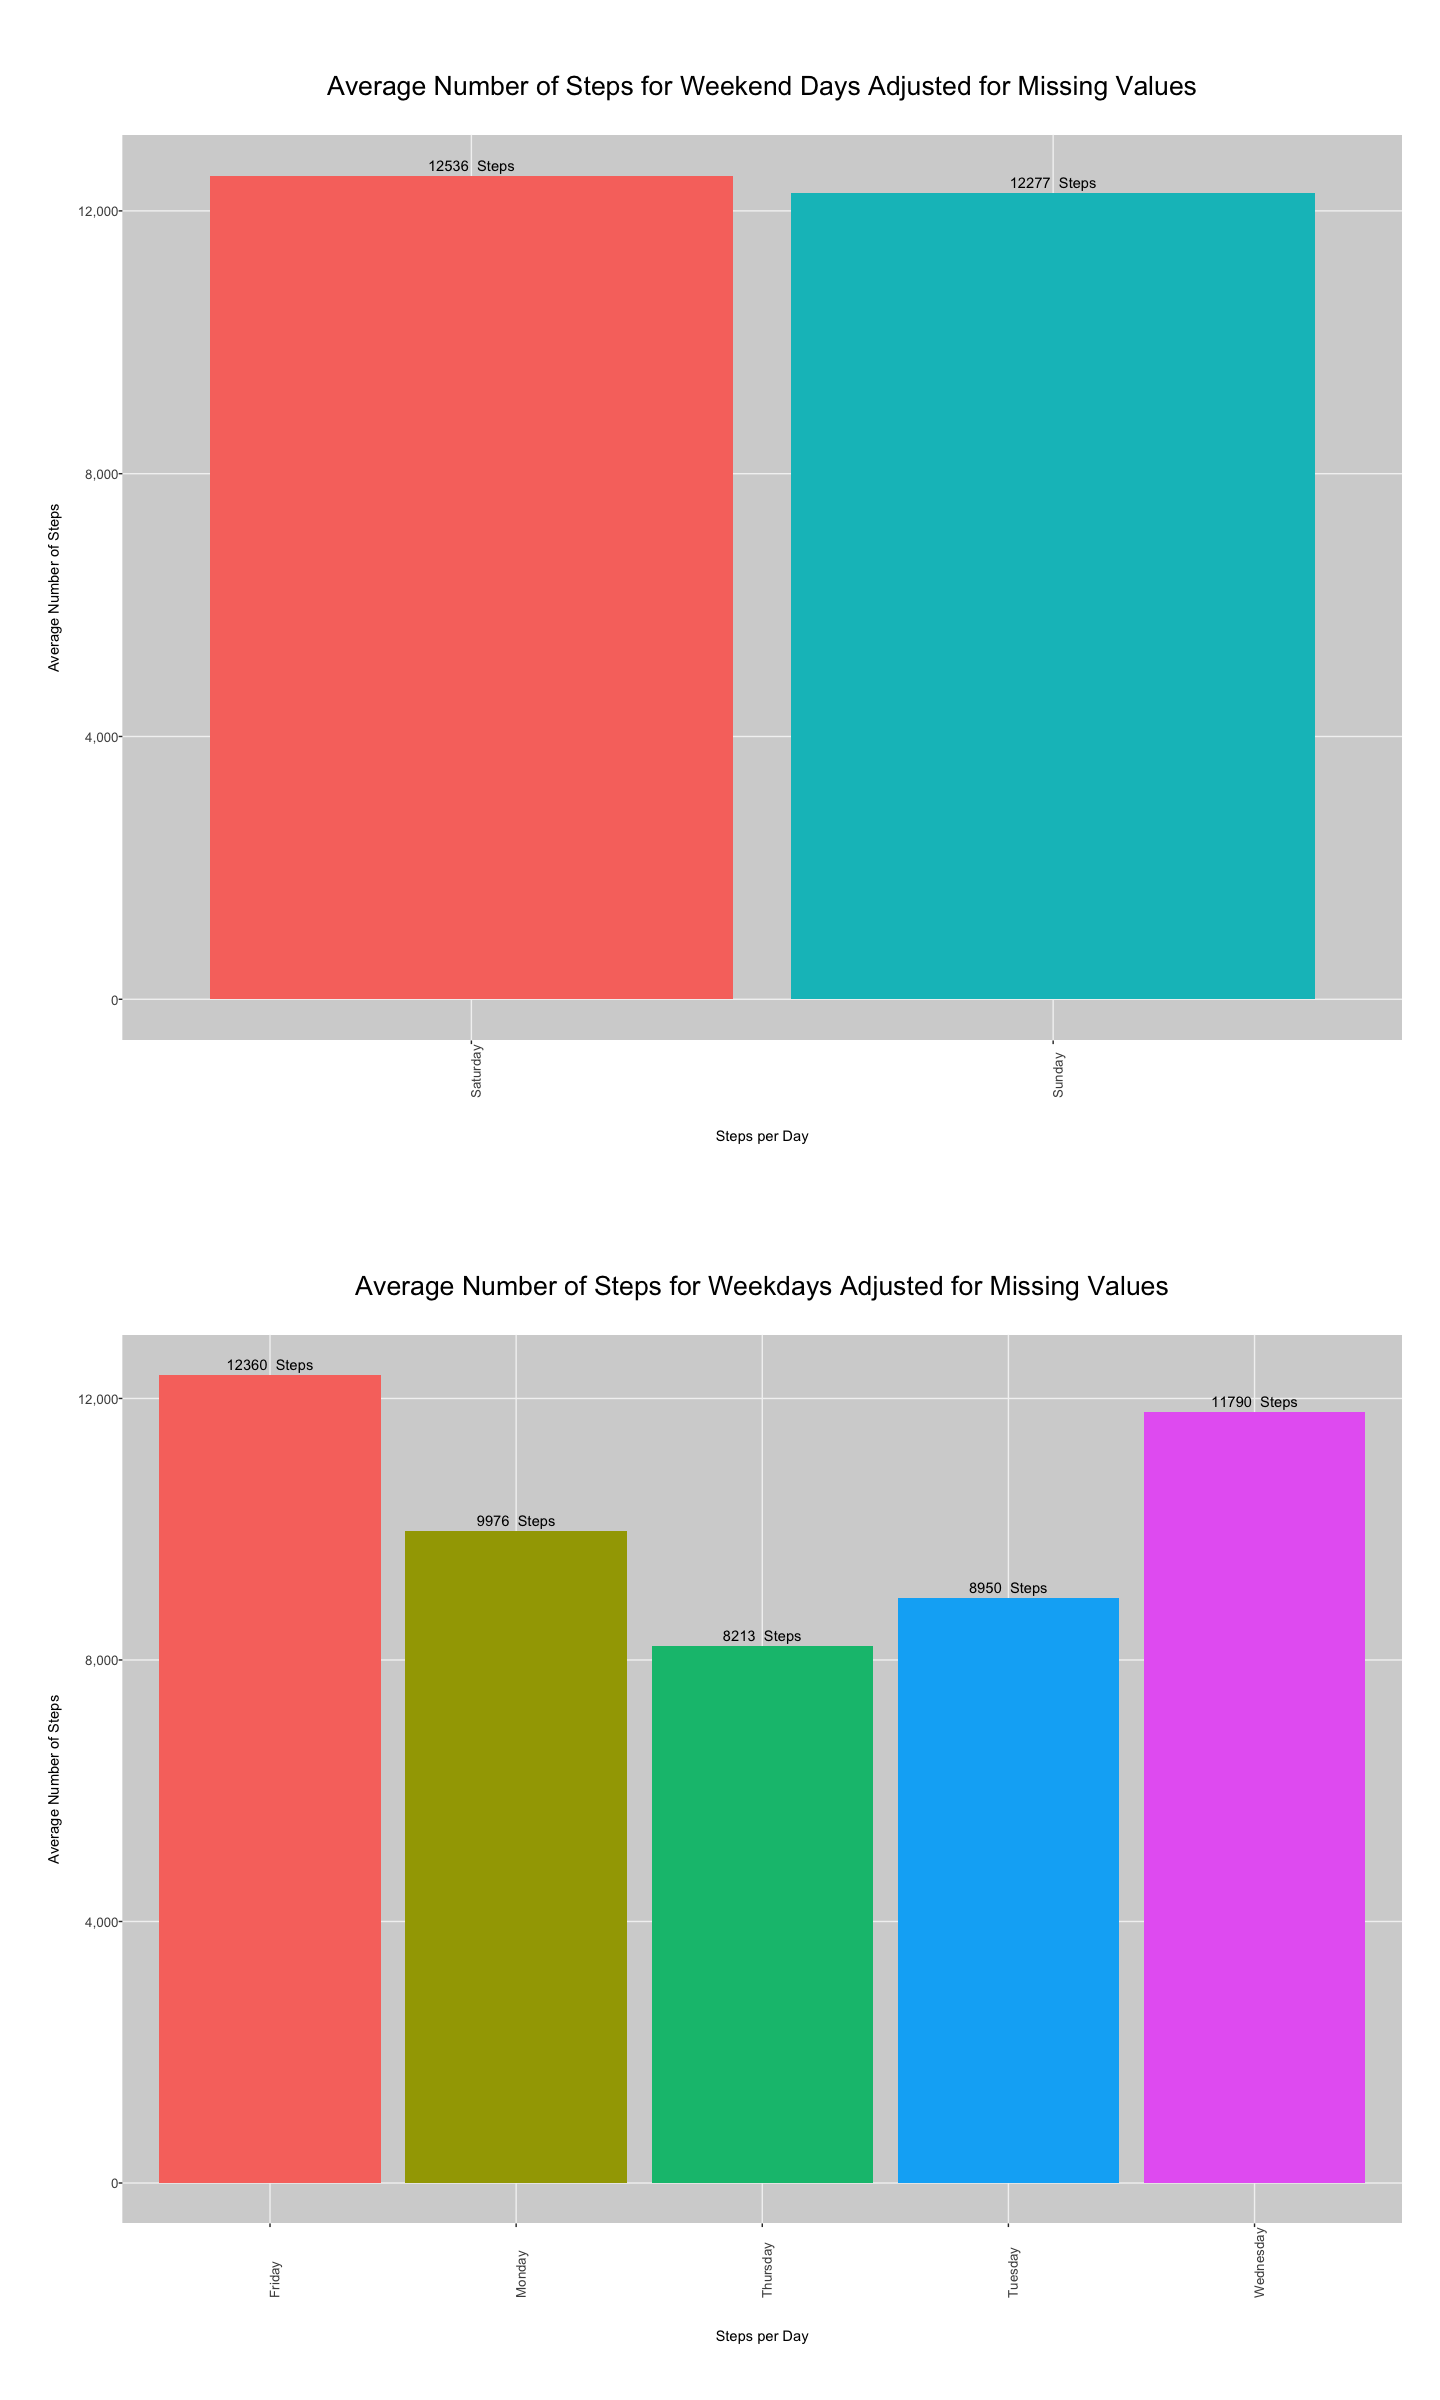 Average Number of Steps for Weekend Days Adjusted for Missing Values
12536  Steps
12277  Steps
12,000
8,000
4,000
0
Average Number of Steps
Saturday
Sunday
Steps per Day
Average Number of Steps for Weekdays Adjusted for Missing Values
12360  Steps
9976  Steps
8213  Steps
8950  Steps
11790  Steps
12,000
8,000
4,000
0
Average Number of Steps
Friday
Monday
Thursday
Tuesday
Wednesday
Steps per Day